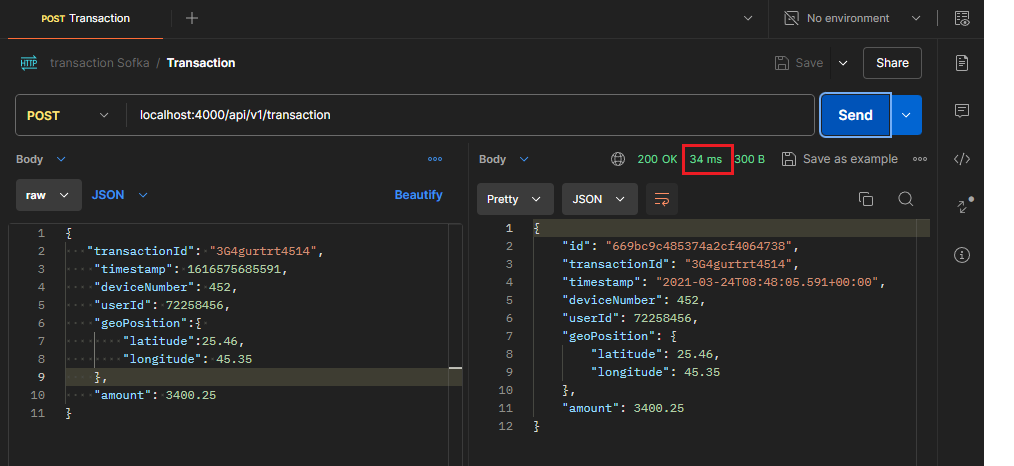 POST Transaction
No environment
HTTP transaction Sofka / Transaction
Save
Share
POST
localhost:4000/api/v1/transaction
Send
Body
raw
JSON
Beautify
1 {
2 "transactionId": "3G4gurtrt4514",
3 "timestamp": 1616575685591,
4 "deviceNumber": 452,
5 "userId": 72258456,
6 "geoPosition":{
7 "latitude":25.46,
8 "longitude": 45.35
9 },
10 "amount": 3400.25
11 }
Body
200 OK 34 ms 300 B
Save as example
Pretty
JSON
1 {
2 "id": "669bc9c485374a2cf4064738",
3 "transactionId": "3G4gurtrt4514",
4 "timestamp": "2021-03-24T08:48:05.591+00:00",
5 "deviceNumber": 452,
6 "userId": 72258456,
7 "geoPosition": {
8 "latitude": 25.46,
9 "longitude": 45.35
10 },
11 "amount": 3400.25
12 }